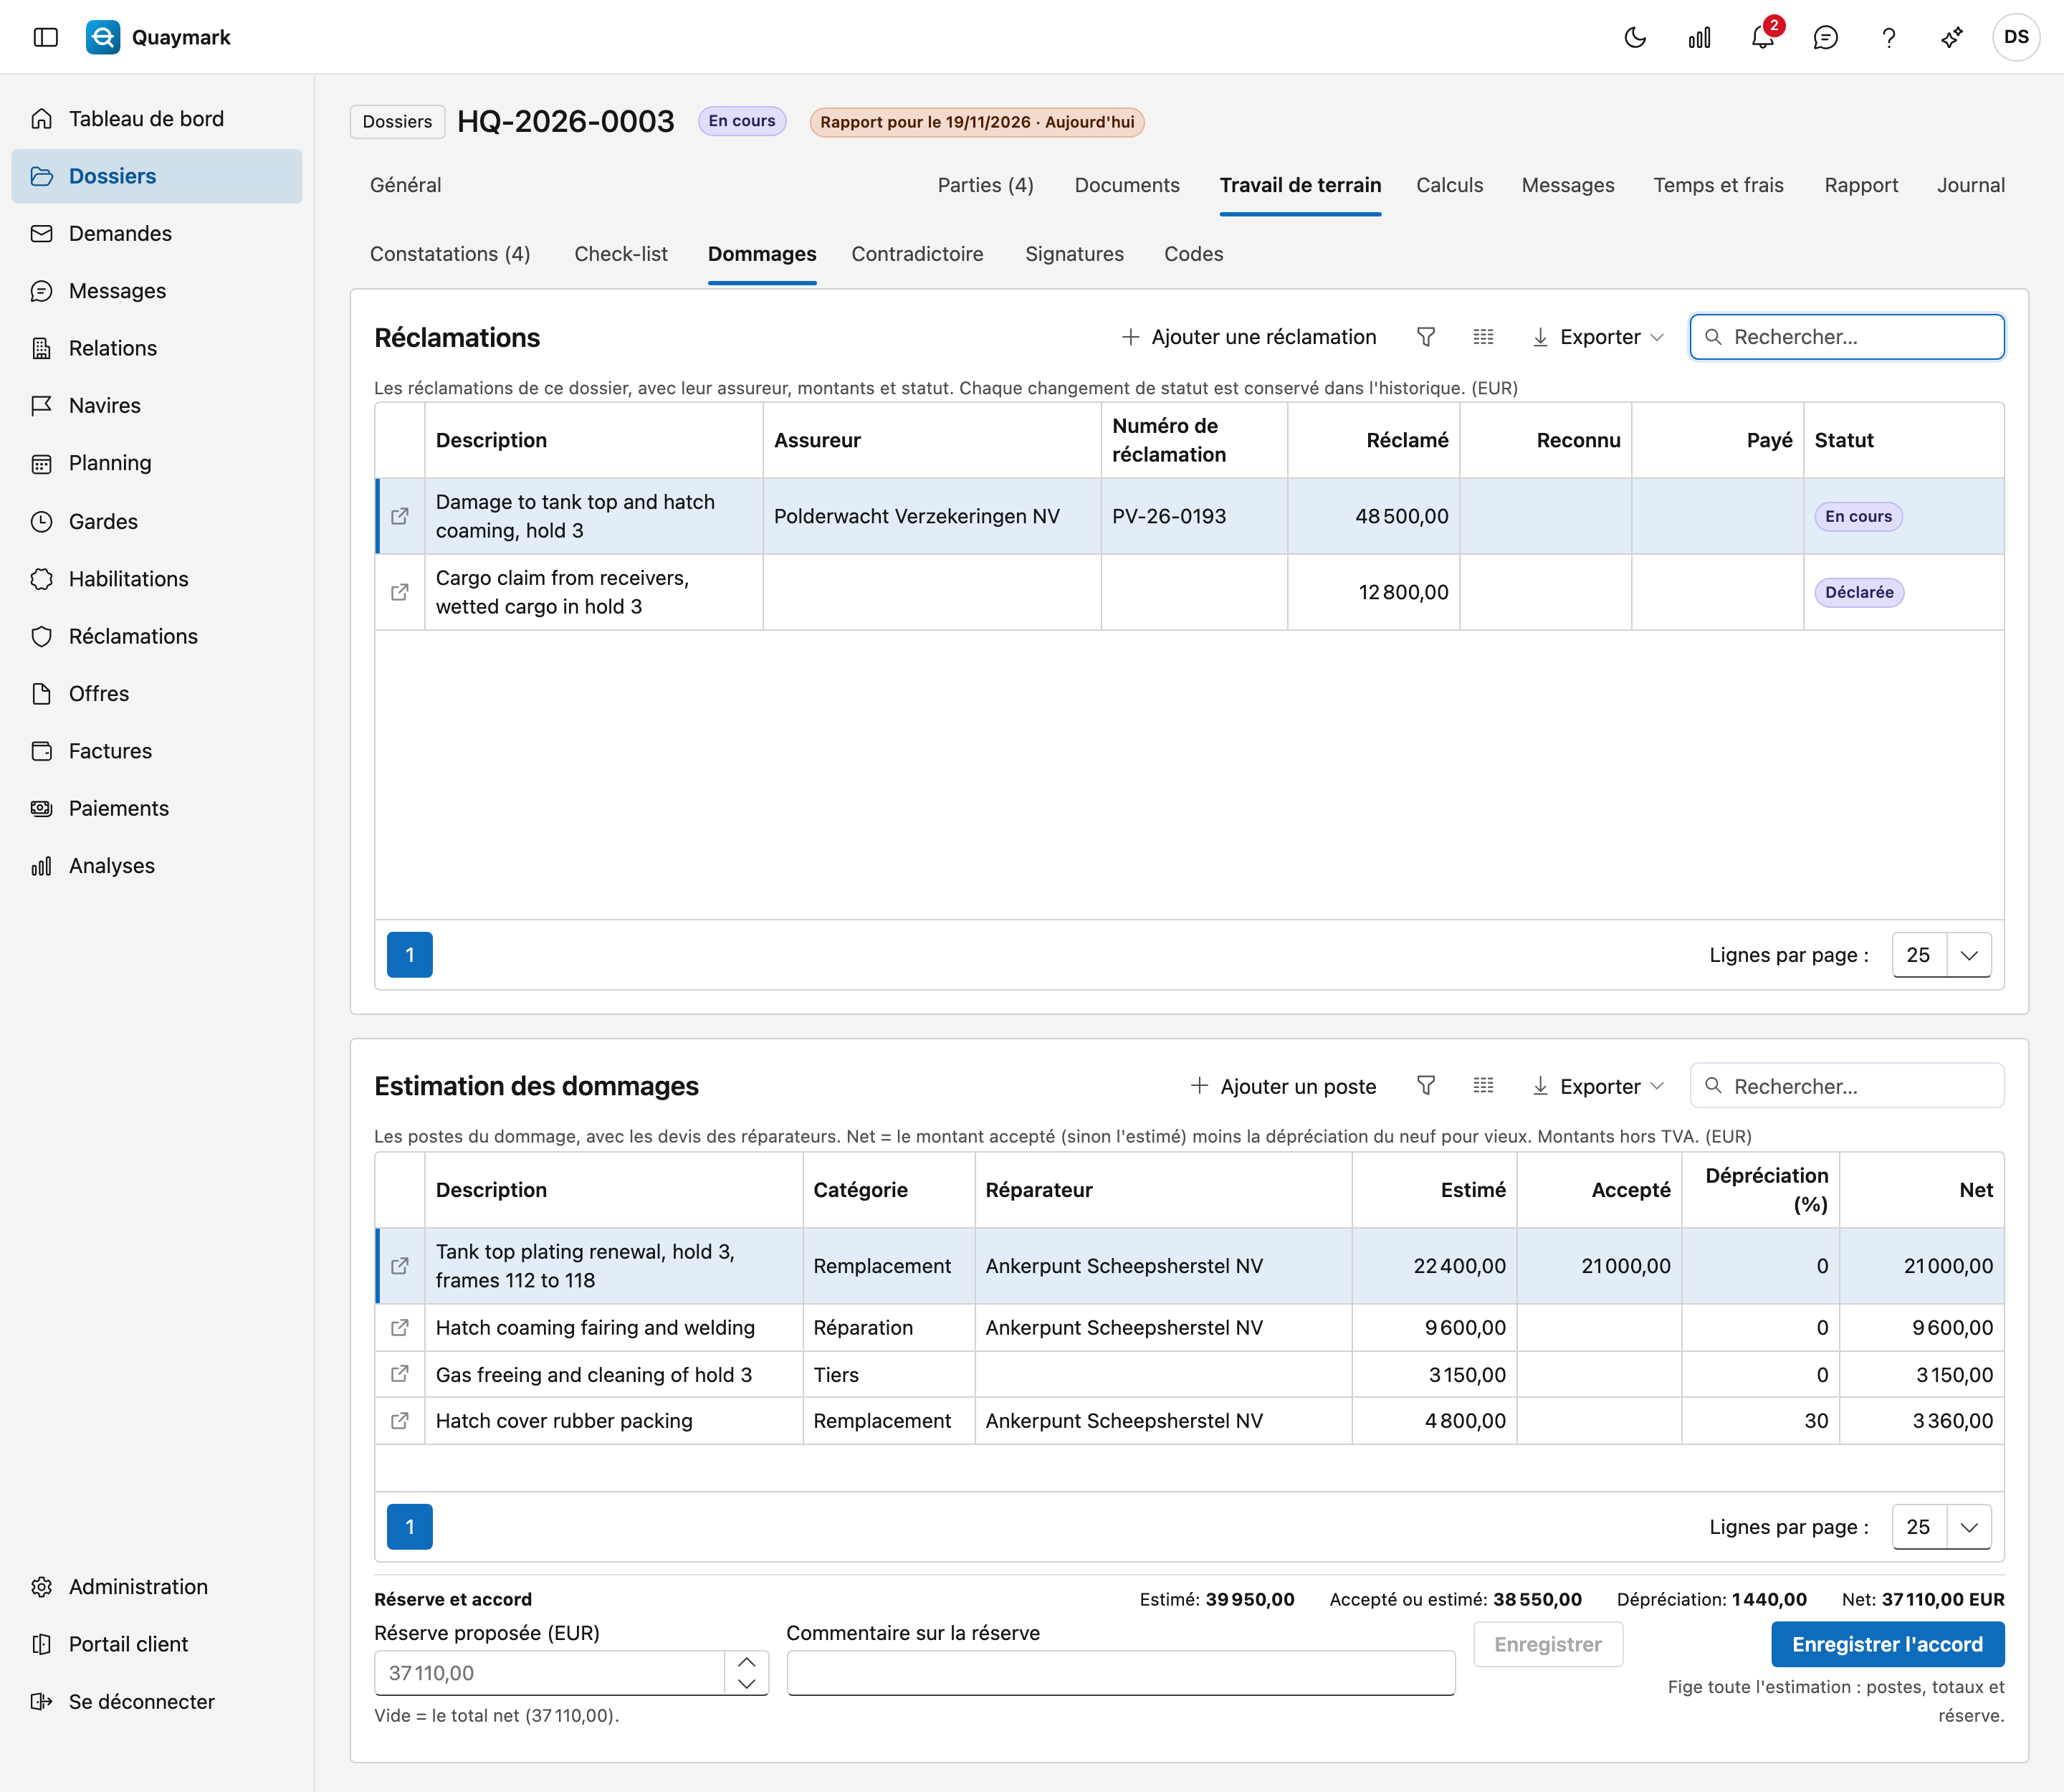 Quaymark
2
DS
Tableau de bord
Dossiers
Demandes
Messages
Relations
Navires
Planning
Gardes
Habilitations
Réclamations
Offres
Factures
Paiements
Analyses
Administration
Portail client
Se déconnecter
Dossiers HQ-2026-0003 En cours Rapport pour le 19/11/2026 · Aujourd'hui
Général Parties (4) Documents Travail de terrain Calculs Messages Temps et frais Rapport Journal
Constatations (4) Check-list Dommages Contradictoire Signatures Codes
Réclamations Ajouter une réclamation Exporter Rechercher...
Les réclamations de ce dossier, avec leur assureur, montants et statut. Chaque changement de statut est conservé dans l'historique. (EUR)
Description Assureur Numéro de réclamation Réclamé Reconnu Payé Statut
Damage to tank top and hatch coaming, hold 3 Polderwacht Verzekeringen NV PV-26-0193 48 500,00 En cours
Cargo claim from receivers, wetted cargo in hold 3 12 800,00 Déclarée
1 Lignes par page : 25
Estimation des dommages Ajouter un poste Exporter Rechercher...
Les postes du dommage, avec les devis des réparateurs. Net = le montant accepté (sinon l'estimé) moins la dépréciation du neuf pour vieux. Montants hors TVA. (EUR)
Description Catégorie Réparateur Estimé Accepté Dépréciation (%) Net
Tank top plating renewal, hold 3, frames 112 to 118 Remplacement Ankerpunt Scheepsherstel NV 22 400,00 21 000,00 0 21 000,00
Hatch coaming fairing and welding Réparation Ankerpunt Scheepsherstel NV 9 600,00 0 9 600,00
Gas freeing and cleaning of hold 3 Tiers 3 150,00 0 3 150,00
Hatch cover rubber packing Remplacement Ankerpunt Scheepsherstel NV 4 800,00 30 3 360,00
1 Lignes par page : 25
Réserve et accord Estimé: 39 950,00 Accepté ou estimé: 38 550,00 Dépréciation: 1 440,00 Net: 37 110,00 EUR
Réserve proposée (EUR) Commentaire sur la réserve
37 110,00 Enregistrer Enregistrer l'accord
Vide = le total net (37 110,00).
Fige toute l'estimation : postes, totaux et
réserve.